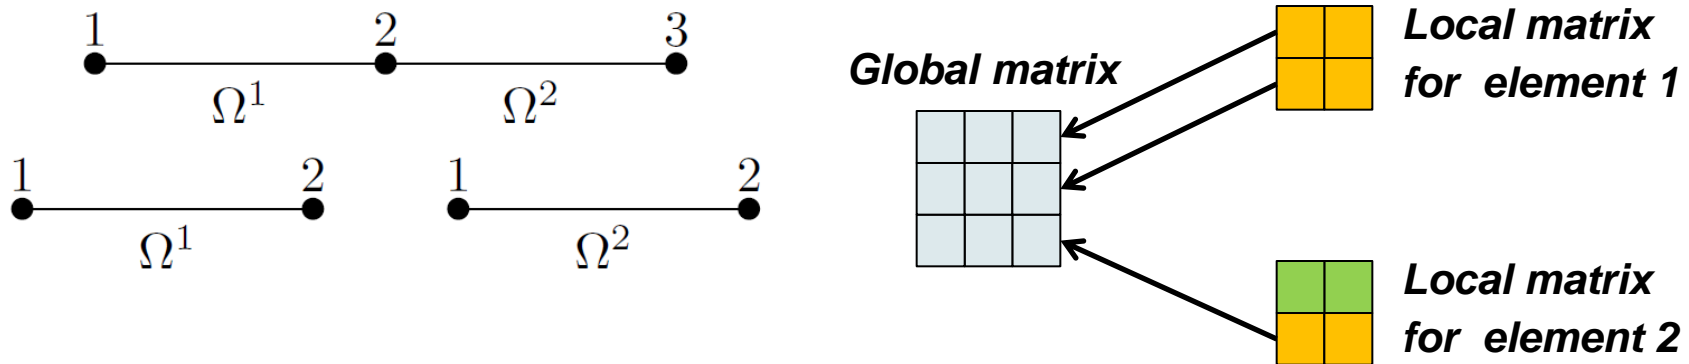 1 2 3
Ω¹ Ω²
1 2 1 2
Ω¹ Ω²
Global matrix
Local matrix
for element 1
Local matrix
for element 2